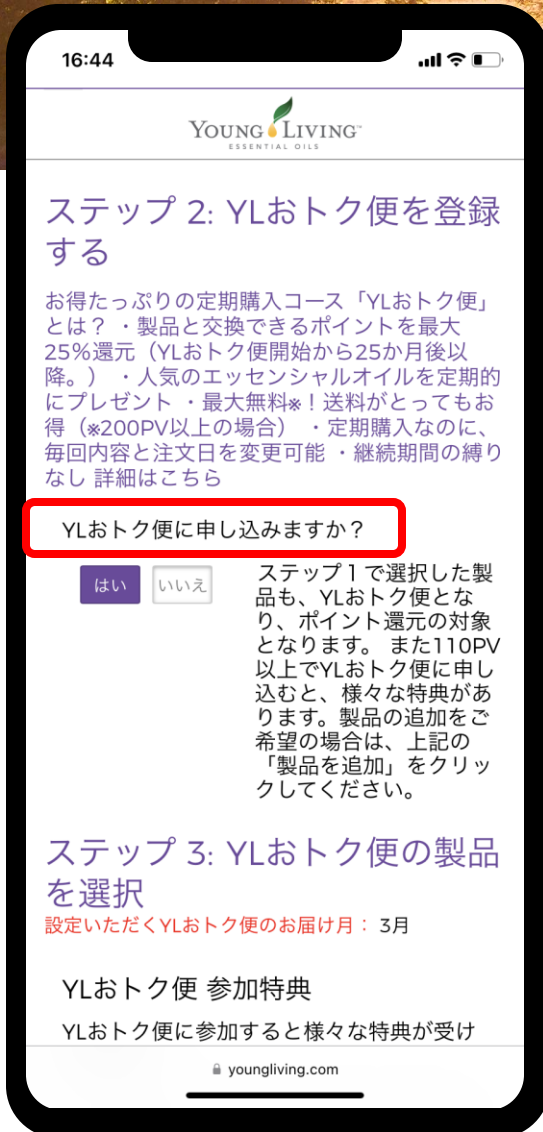 16:44
YOUNG LIVING™
ESSENTIAL OILS
ステップ 2: YLおトク便を登録
する
お得たっぷりの定期購入コース「YLおトク便」
とは？ ・製品と交換できるポイントを最大
25%還元（YLおトク便開始から25か月後以
降。） ・人気のエッセンシャルオイルを定期的
にプレゼント ・最大無料※！送料がとってもお
得（※200PV以上の場合） ・定期購入なのに、
毎回内容と注文日を変更可能 ・継続期間の縛り
なし 詳細はこちら
YLおトク便に申し込みますか？
はい いいえ
ステップ１で選択した製
品も、YLおトク便とな
り、ポイント還元の対象
となります。 また110PV
以上でYLおトク便に申し
込むと、様々な特典があ
ります。製品の追加をご
希望の場合は、上記の
「製品を追加」をクリッ
クしてください。
ステップ 3: YLおトク便の製品
を選択
設定いただくYLおトク便のお届け月： 3月
YLおトク便 参加特典
YLおトク便に参加すると様々な特典が受け
youngliving.com